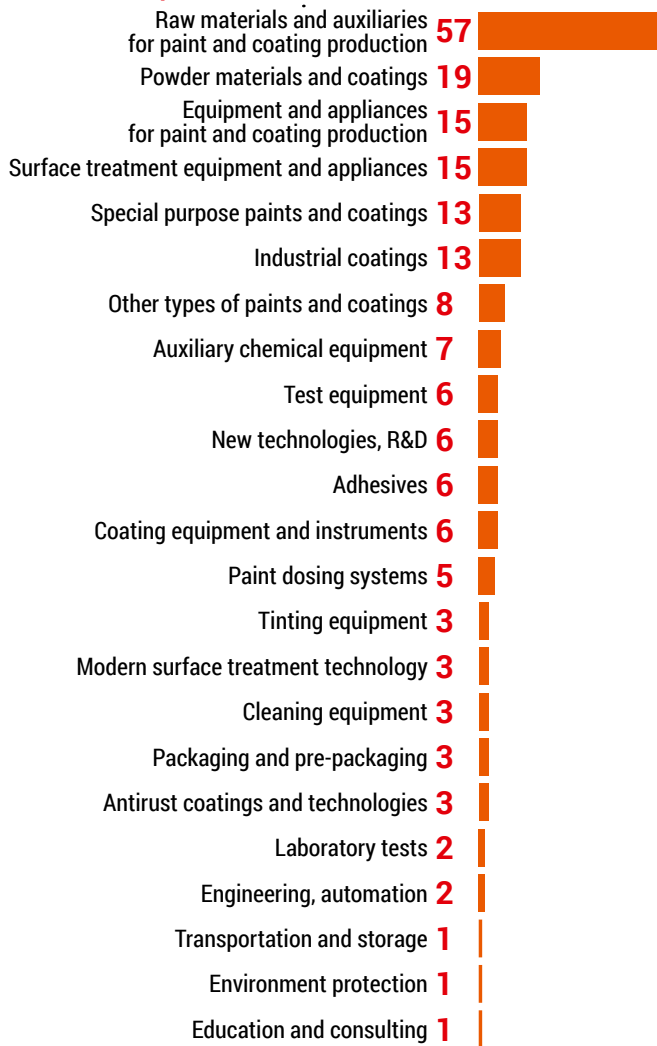 Raw materials and auxiliaries
for paint and coating production 57
Powder materials and coatings 19
Equipment and appliances
for paint and coating production 15
Surface treatment equipment and appliances 15
Special purpose paints and coatings 13
Industrial coatings 13
Other types of paints and coatings 8
Auxiliary chemical equipment 7
Test equipment 6
New technologies, R&D 6
Adhesives 6
Coating equipment and instruments 6
Paint dosing systems 5
Tinting equipment 3
Modern surface treatment technology 3
Cleaning equipment 3
Packaging and pre-packaging 3
Antirust coatings and technologies 3
Laboratory tests 2
Engineering, automation 2
Transportation and storage 1
Environment protection 1
Education and consulting 1